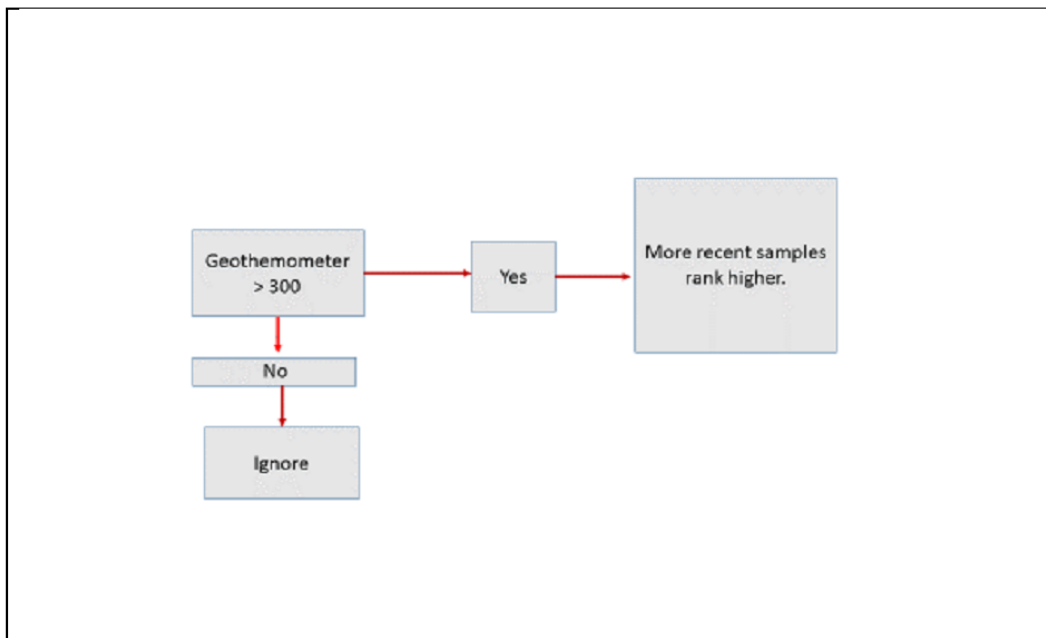 Geothemometer
> 300
Yes
More recent samples
rank higher.
No
Ignore